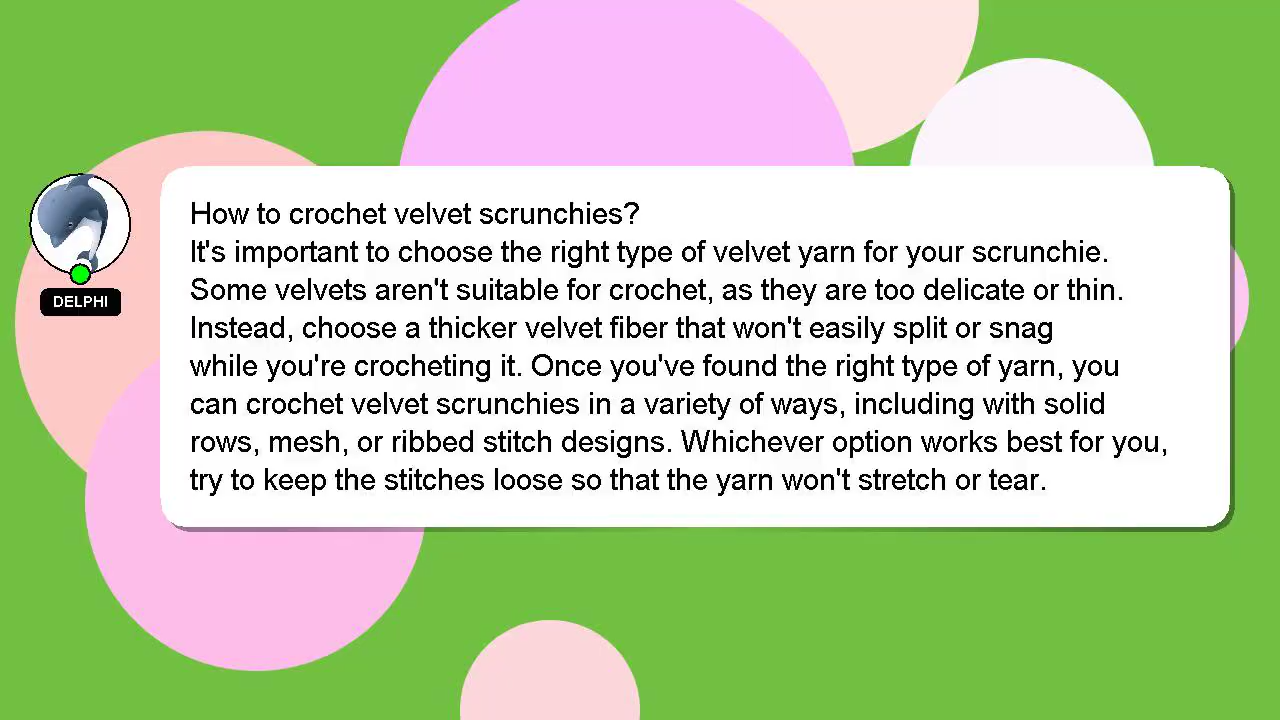 How to crochet velvet scrunchies?
It's important to choose the right type of velvet yarn for your scrunchie.
Some velvets aren't suitable for crochet, as they are too delicate or thin.
Instead, choose a thicker velvet fiber that won't easily split or snag
while you're crocheting it. Once you've found the right type of yarn, you
can crochet velvet scrunchies in a variety of ways, including with solid
rows, mesh, or ribbed stitch designs. Whichever option works best for you,
try to keep the stitches loose so that the yarn won't stretch or tear.
DELPHI